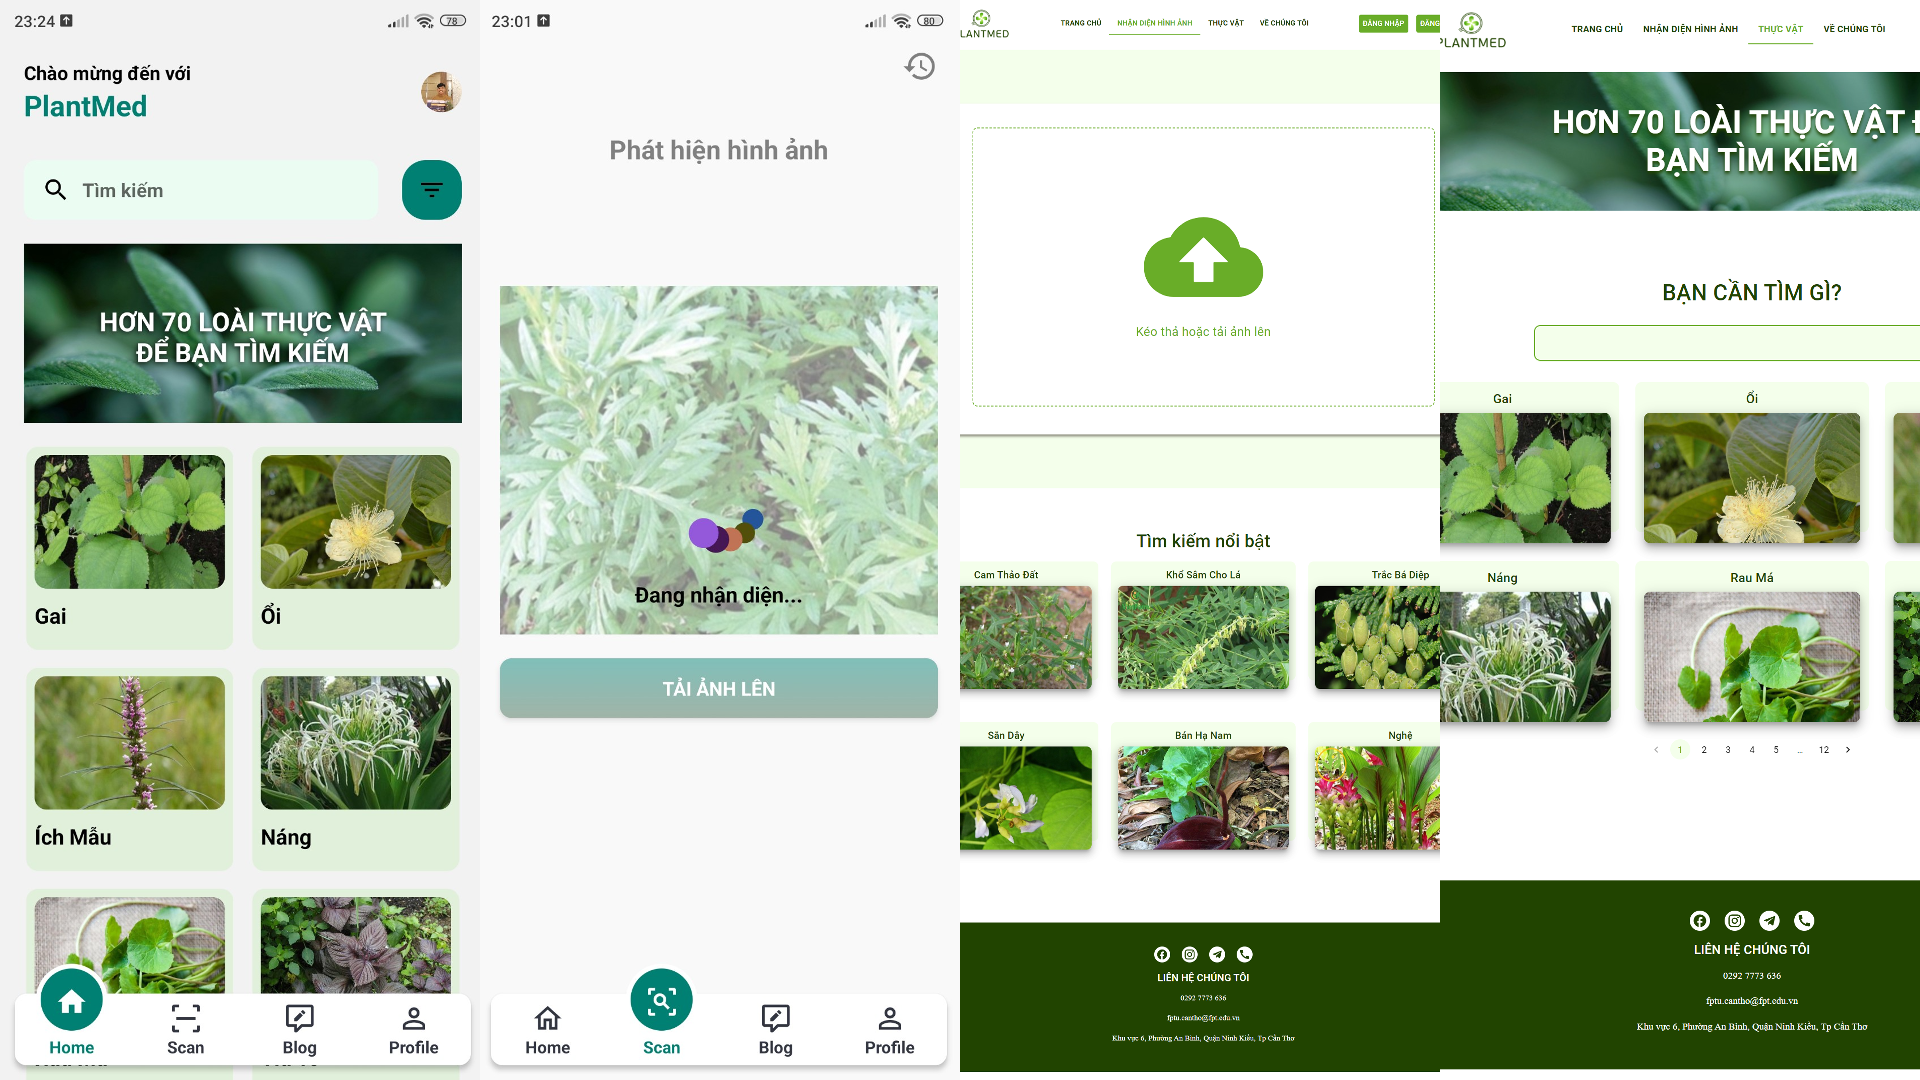 23:24
78
Chào mừng đến với
PlantMed
Tìm kiếm
HƠN 70 LOÀI THỰC VẬT
ĐỂ BẠN TÌM KIẾM
Gai
Ổi
Ích Mẫu
Náng
Home
Scan
Blog
Profile
23:01
80
Phát hiện hình ảnh
Đang nhận diện...
TẢI ẢNH LÊN
Home
Scan
Blog
Profile
LANTMED
TRANG CHỦ
NHẬN DIỆN HÌNH ẢNH
THỰC VẬT
VỀ CHÚNG TÔI
ĐĂNG NHẬP
ĐĂNG
Kéo thả hoặc tải ảnh lên
Tìm kiếm nổi bật
Cam Thảo Đất
Khổ Sâm Cho Lá
Trắc Bá Diệp
Sắn Dây
Bán Hạ Nam
Nghệ
LIÊN HỆ CHÚNG TÔI
0292 7773 636
fptu.cantho@fpt.edu.vn
Khu vực 6, Phường An Bình, Quận Ninh Kiều, Tp Cần Thơ
PLANTMED
TRANG CHỦ
NHẬN DIỆN HÌNH ẢNH
THỰC VẬT
VỀ CHÚNG TÔI
HƠN 70 LOÀI THỰC VẬT
BẠN TÌM KIẾM
BẠN CẦN TÌM GÌ?
Gai
Ổi
Náng
Rau Má
1 2 3 4 5 ... 12
LIÊN HỆ CHÚNG TÔI
0292 7773 636
fptu.cantho@fpt.edu.vn
Khu vực 6, Phường An Bình, Quận Ninh Kiều, Tp Cần Thơ